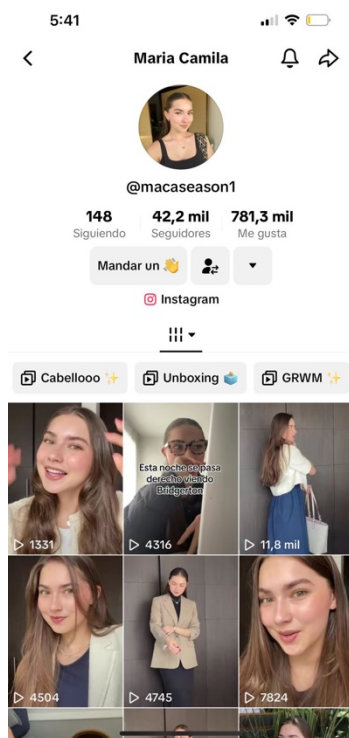 5:41
Maria Camila
@macaseason1
148 42,2 mil 781,3 mil
Siguiendo Seguidores Me gusta
Mandar un 👋
Instagram
Cabellooo ✨ Unboxing 🗳️ GRWM ✨
Esta noche se pasa
derecho viendo
Bridgerton
1331 4316 11,8 mil
4504 4745 7824